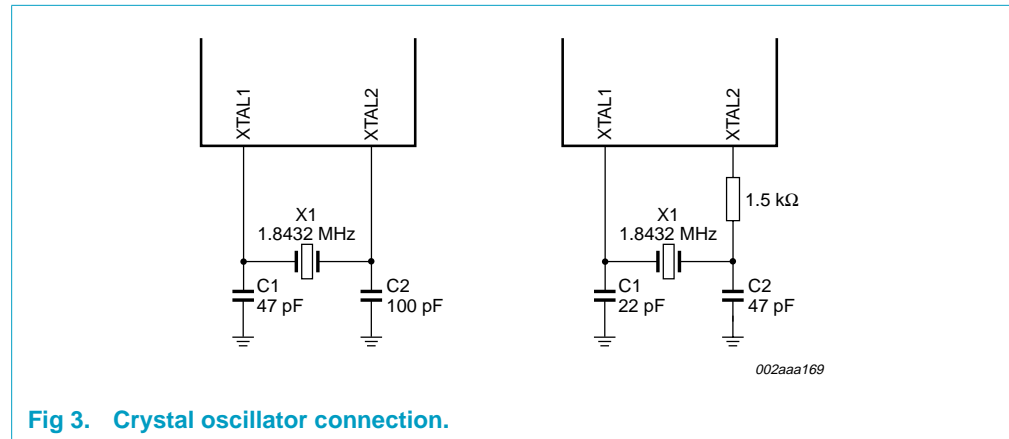 XTAL1
XTAL2
X1
1.8432 MHz
C1
47 pF
C2
100 pF
XTAL1
XTAL2
1.5 kΩ
X1
1.8432 MHz
C1
22 pF
C2
47 pF
002aaa169
Fig 3. Crystal oscillator connection.